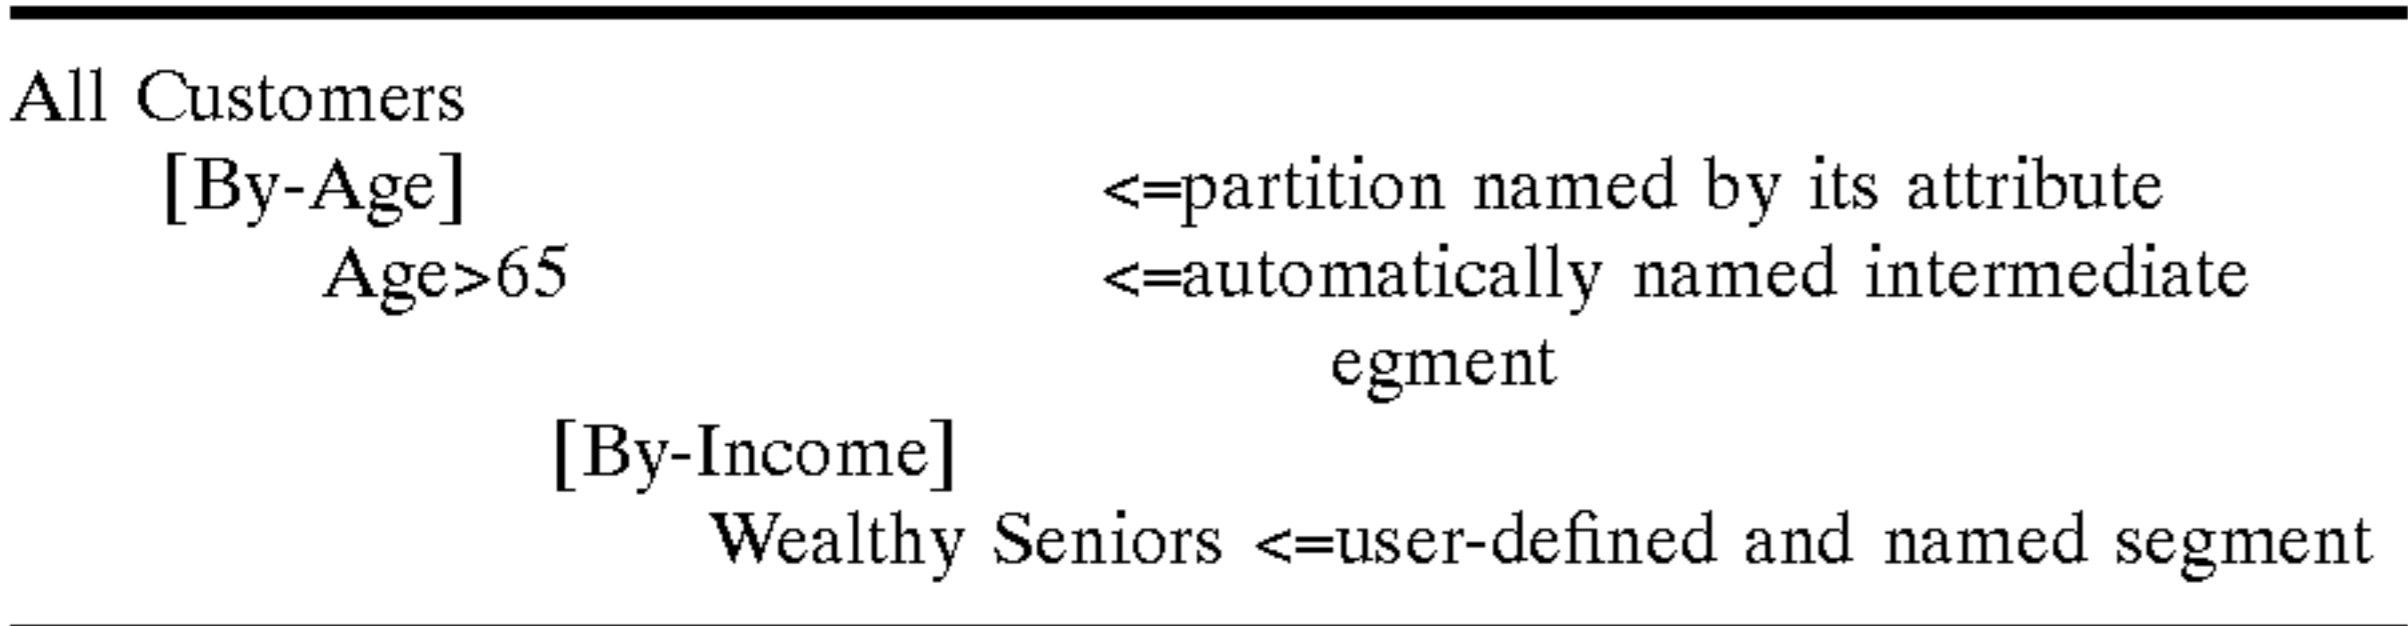 All Customers
[By-Age] <=partition named by its attribute
Age>65 <=automatically named intermediate
egment
[By-Income]
Wealthy Seniors <=user-defined and named segment